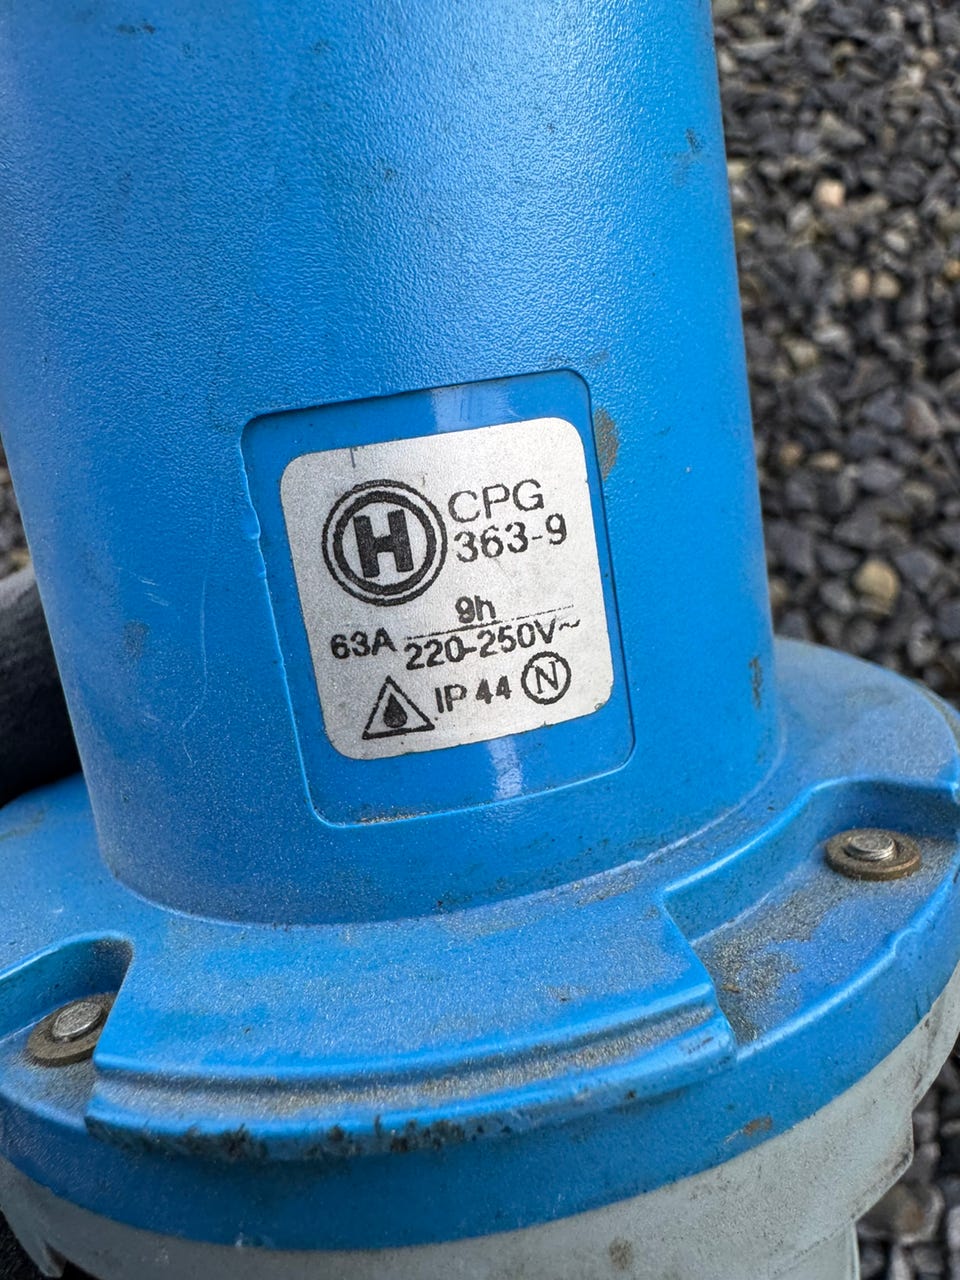 H
CPG
363-9
9h
63A 220-250V~
IP 44 N